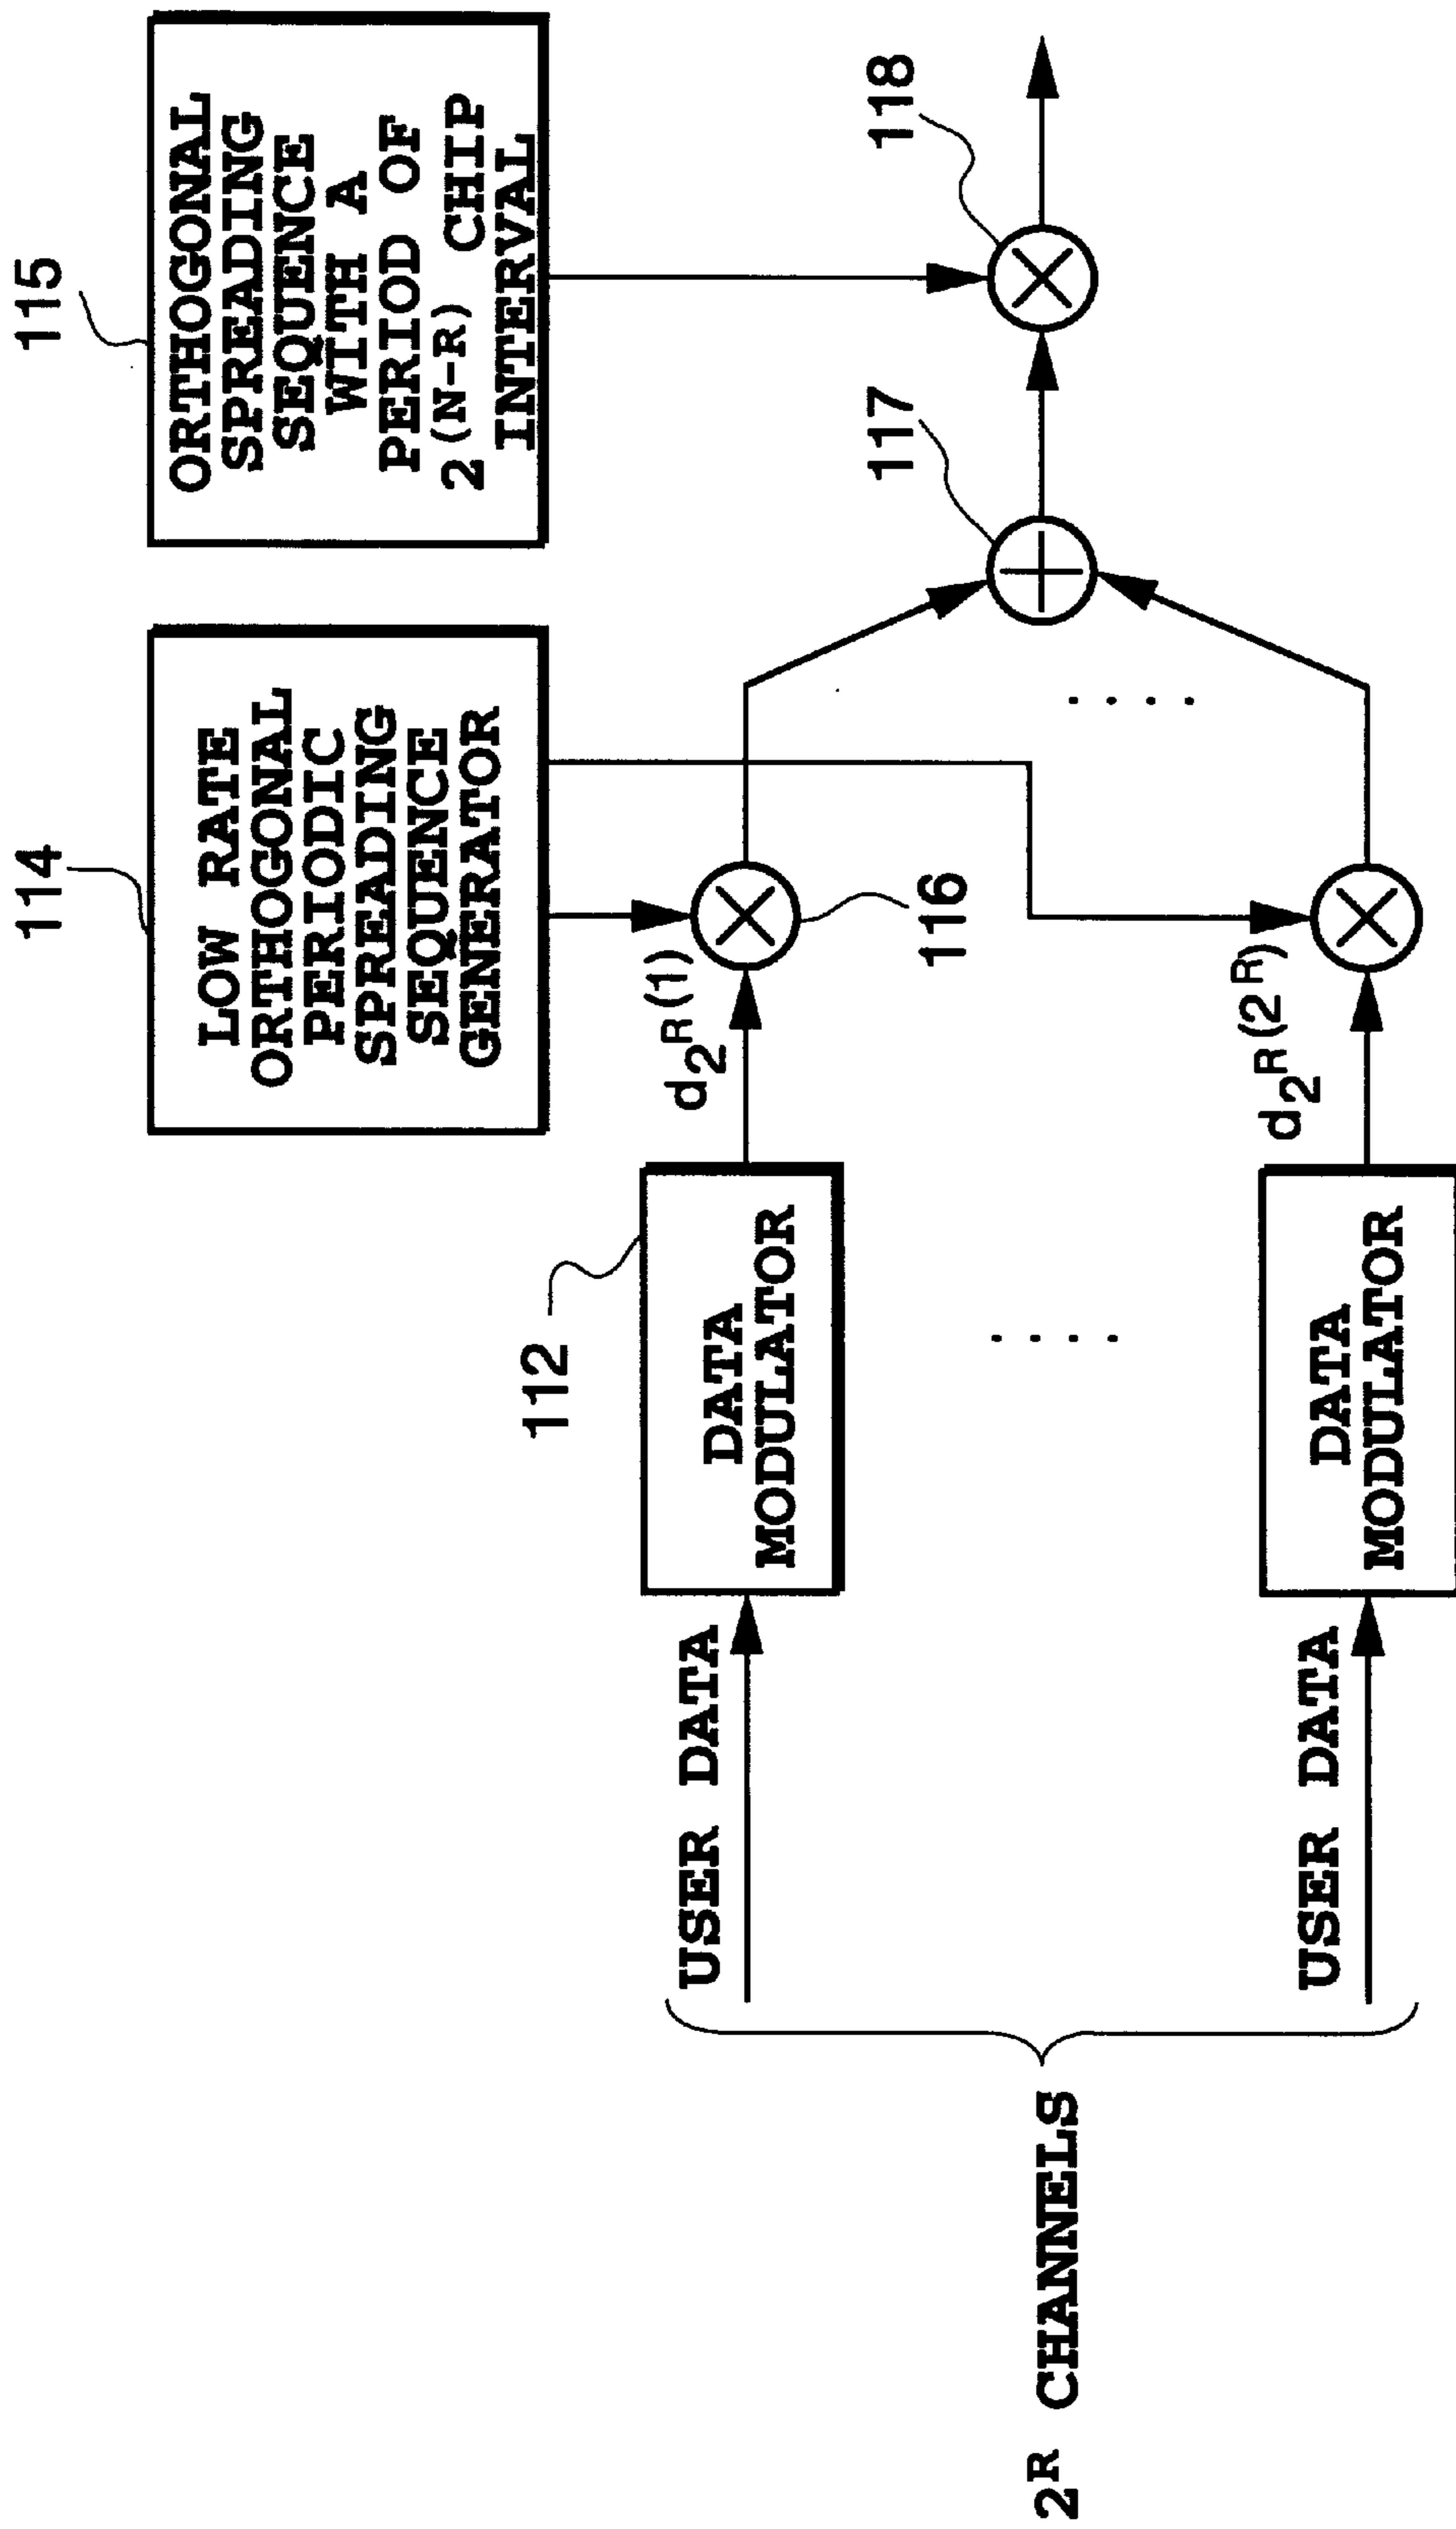 115
ORTHOGONAL
SPREADING
SEQUENCE
WITH A
PERIOD OF
2(N-R) CHIP
INTERVAL
114
LOW RATE
ORTHOGONAL
PERIODIC
SPREADING
SEQUENCE
GENERATOR
118
117
116
112
d2R(1)
DATA
MODULATOR
USER DATA
. . . .
. . . .
d2R(2R)
DATA
MODULATOR
USER DATA
2R CHANNELS